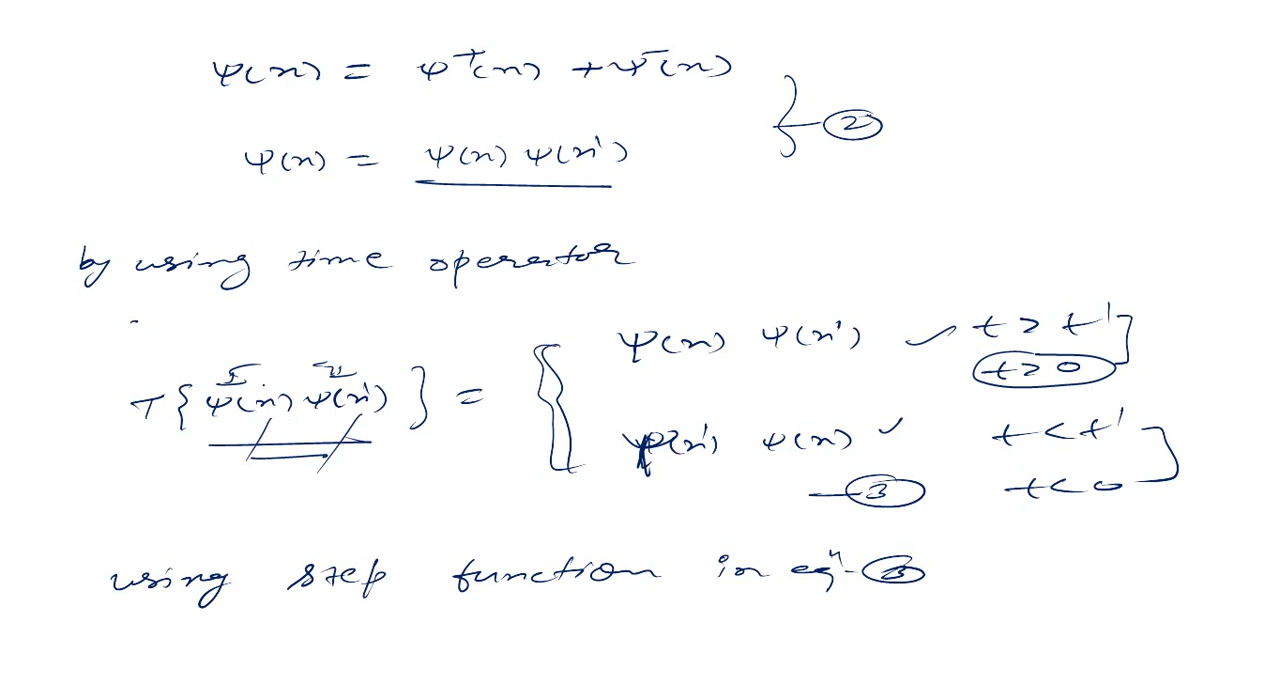 ψ(x) = ψ⁺(x) + ψ⁻(x)
ψ(x) = ψ(x) ψ(x') } — ②
by using time operator
T{ψ(x) ψ(x')} = { ψ(x) ψ(x') ✓ t > t'
t > 0
ψ(x') ψ(x) ✓ t < t'
— ③ t < 0
using step function in eqⁿ- ③